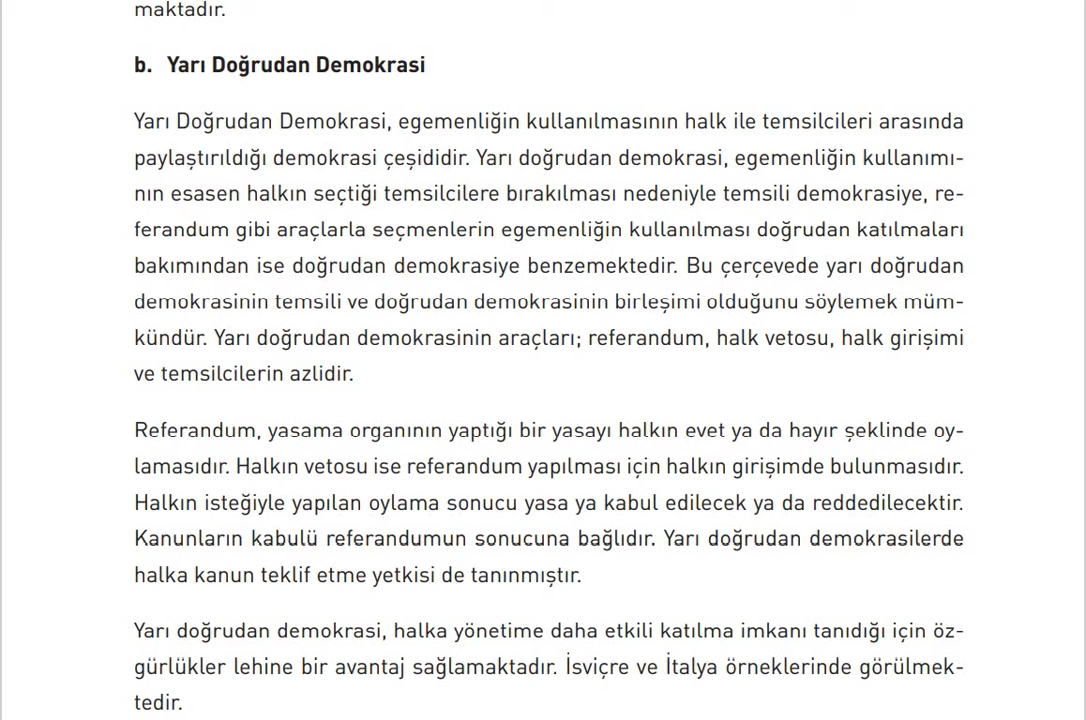 maktadır.
b. Yarı Doğrudan Demokrasi
Yarı Doğrudan Demokrasi, egemenliğin kullanılmasının halk ile temsilcileri arasında
paylaştırıldığı demokrasi çeşididir. Yarı doğrudan demokrasi, egemenliğin kullanımı-
nın esasen halkın seçtiği temsilcilere bırakılması nedeniyle temsili demokrasiye, re-
ferandum gibi araçlarla seçmenlerin egemenliğin kullanılması doğrudan katılmaları
bakımından ise doğrudan demokrasiye benzemektedir. Bu çerçevede yarı doğrudan
demokrasinin temsili ve doğrudan demokrasinin birleşimi olduğunu söylemek müm-
kündür. Yarı doğrudan demokrasinin araçları; referandum, halk vetosu, halk girişimi
ve temsilcilerin azlidir.
Referandum, yasama organının yaptığı bir yasayı halkın evet ya da hayır şeklinde oy-
lamasıdır. Halkın vetosu ise referandum yapılması için halkın girişimde bulunmasıdır.
Halkın isteğiyle yapılan oylama sonucu yasa ya kabul edilecek ya da reddedilecektir.
Kanunların kabulü referandumun sonucuna bağlıdır. Yarı doğrudan demokrasilerde
halka kanun teklif etme yetkisi de tanınmıştır.
Yarı doğrudan demokrasi, halka yönetime daha etkili katılma imkanı tanıdığı için öz-
gürlükler lehine bir avantaj sağlamaktadır. İsviçre ve İtalya örneklerinde görülmek-
tedir.